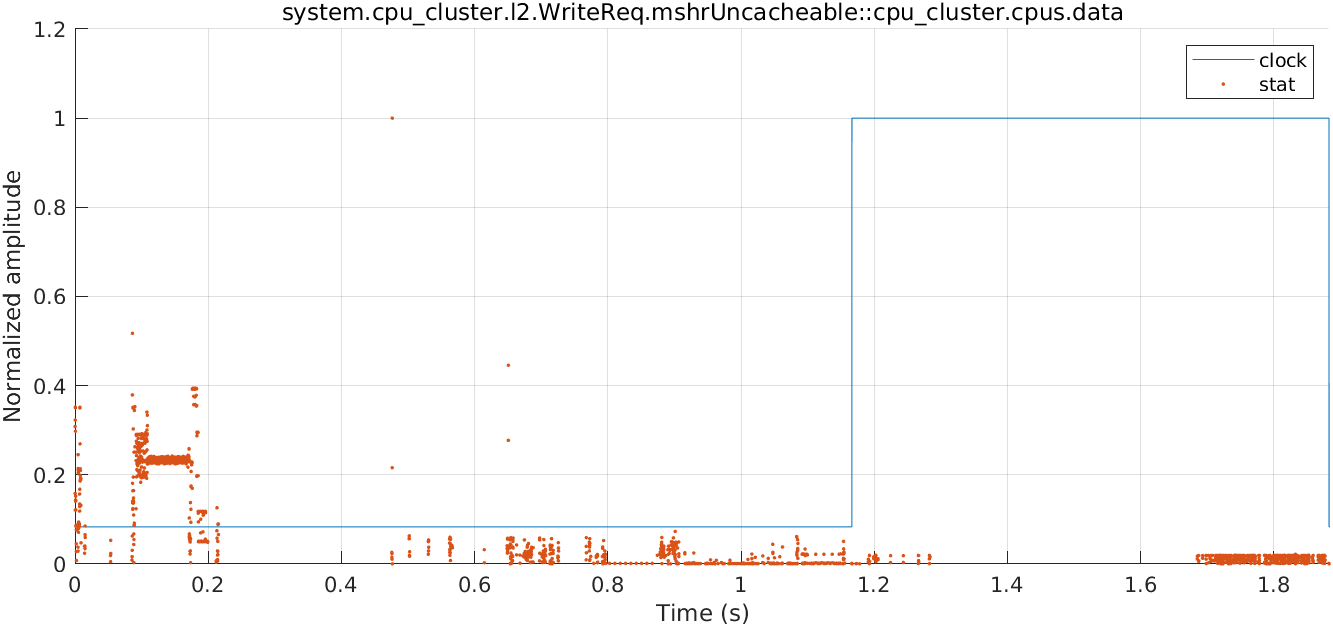 system.cpu_cluster.l2.WriteReq.mshrUncacheable::cpu_cluster.cpus.data
1.2
1
0.8
0.6
0.4
0.2
0
Normalized amplitude
clock
stat
0 0.2 0.4 0.6 0.8 1 1.2 1.4 1.6 1.8
Time (s)